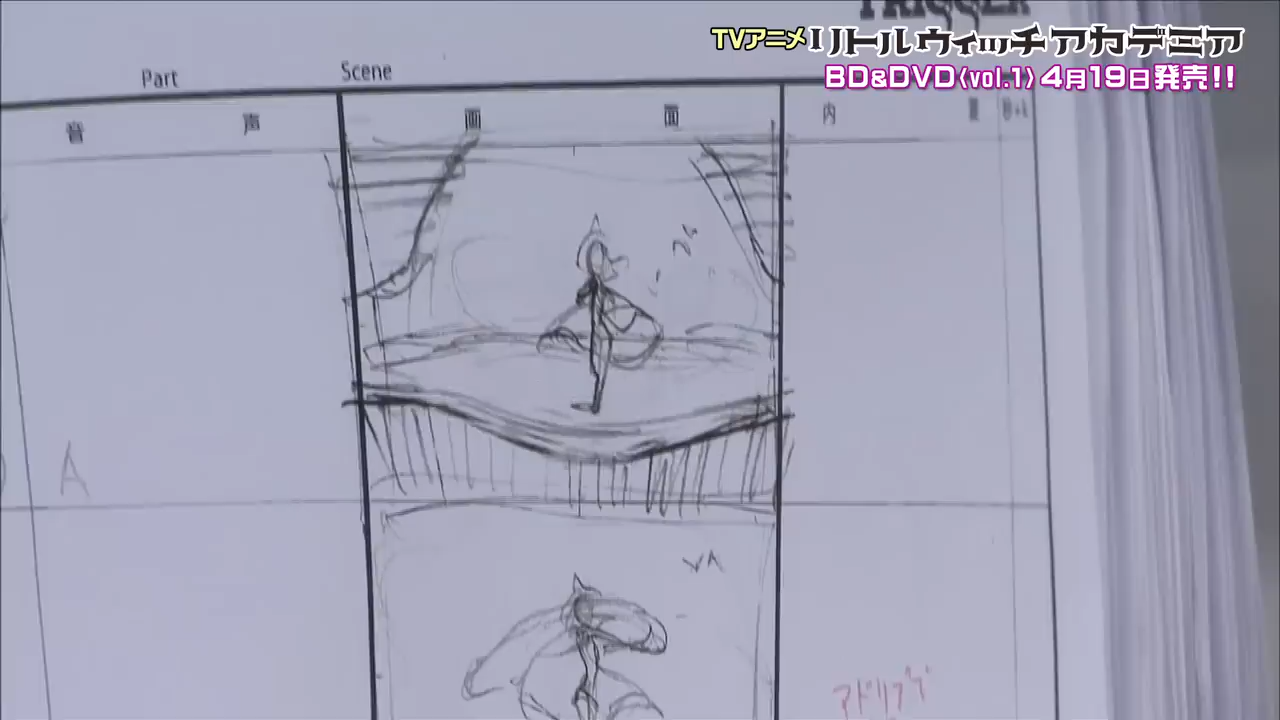 TRIGGER
TVアニメ リトルウィッチアカデミア
BD&DVD〈vol.1〉4月19日発売!!
Part Scene
音 声 画 面 内
A
アドリブで